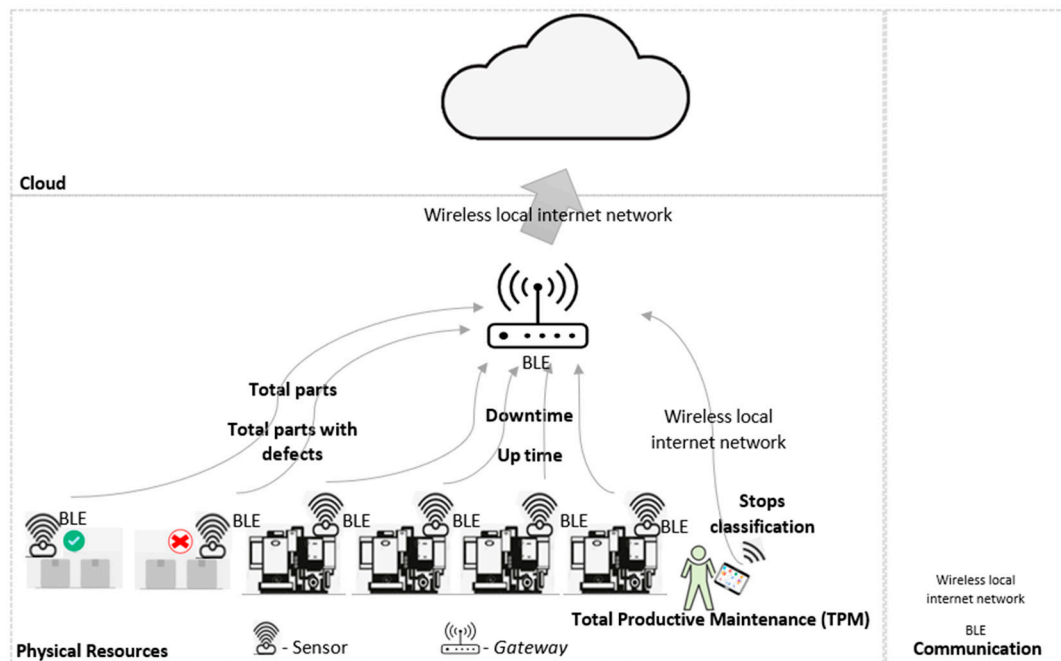 Cloud
Wireless local internet network
BLE
Total parts
Total parts with
defects
Downtime
Up time
Wireless local
internet network
Stops
classification
BLE
BLE
BLE
BLE
BLE
BLE
Total Productive Maintenance (TPM)
Physical Resources
- Sensor
- Gateway
Wireless local
internet network
BLE
Communication